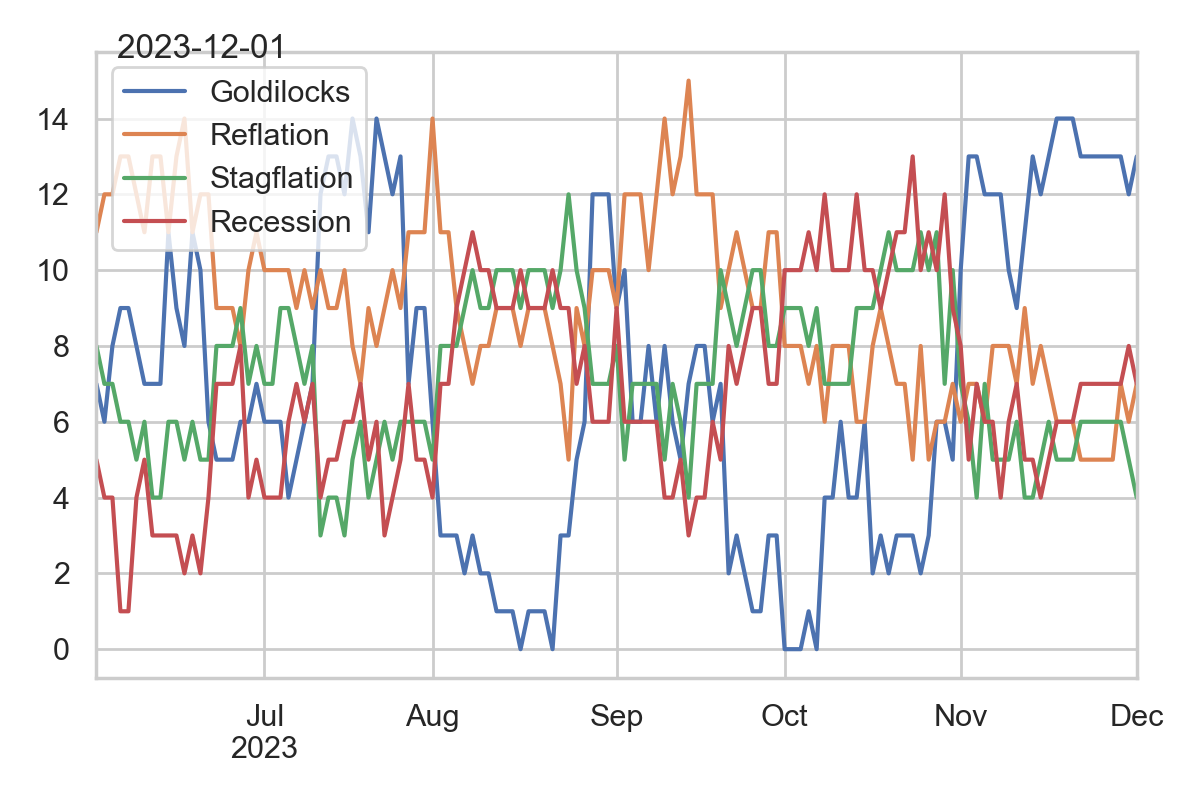 2023-12-01
Goldilocks
Reflation
Stagflation
Recession
14
12
10
8
6
4
2
0
Jul Aug Sep Oct Nov Dec
2023